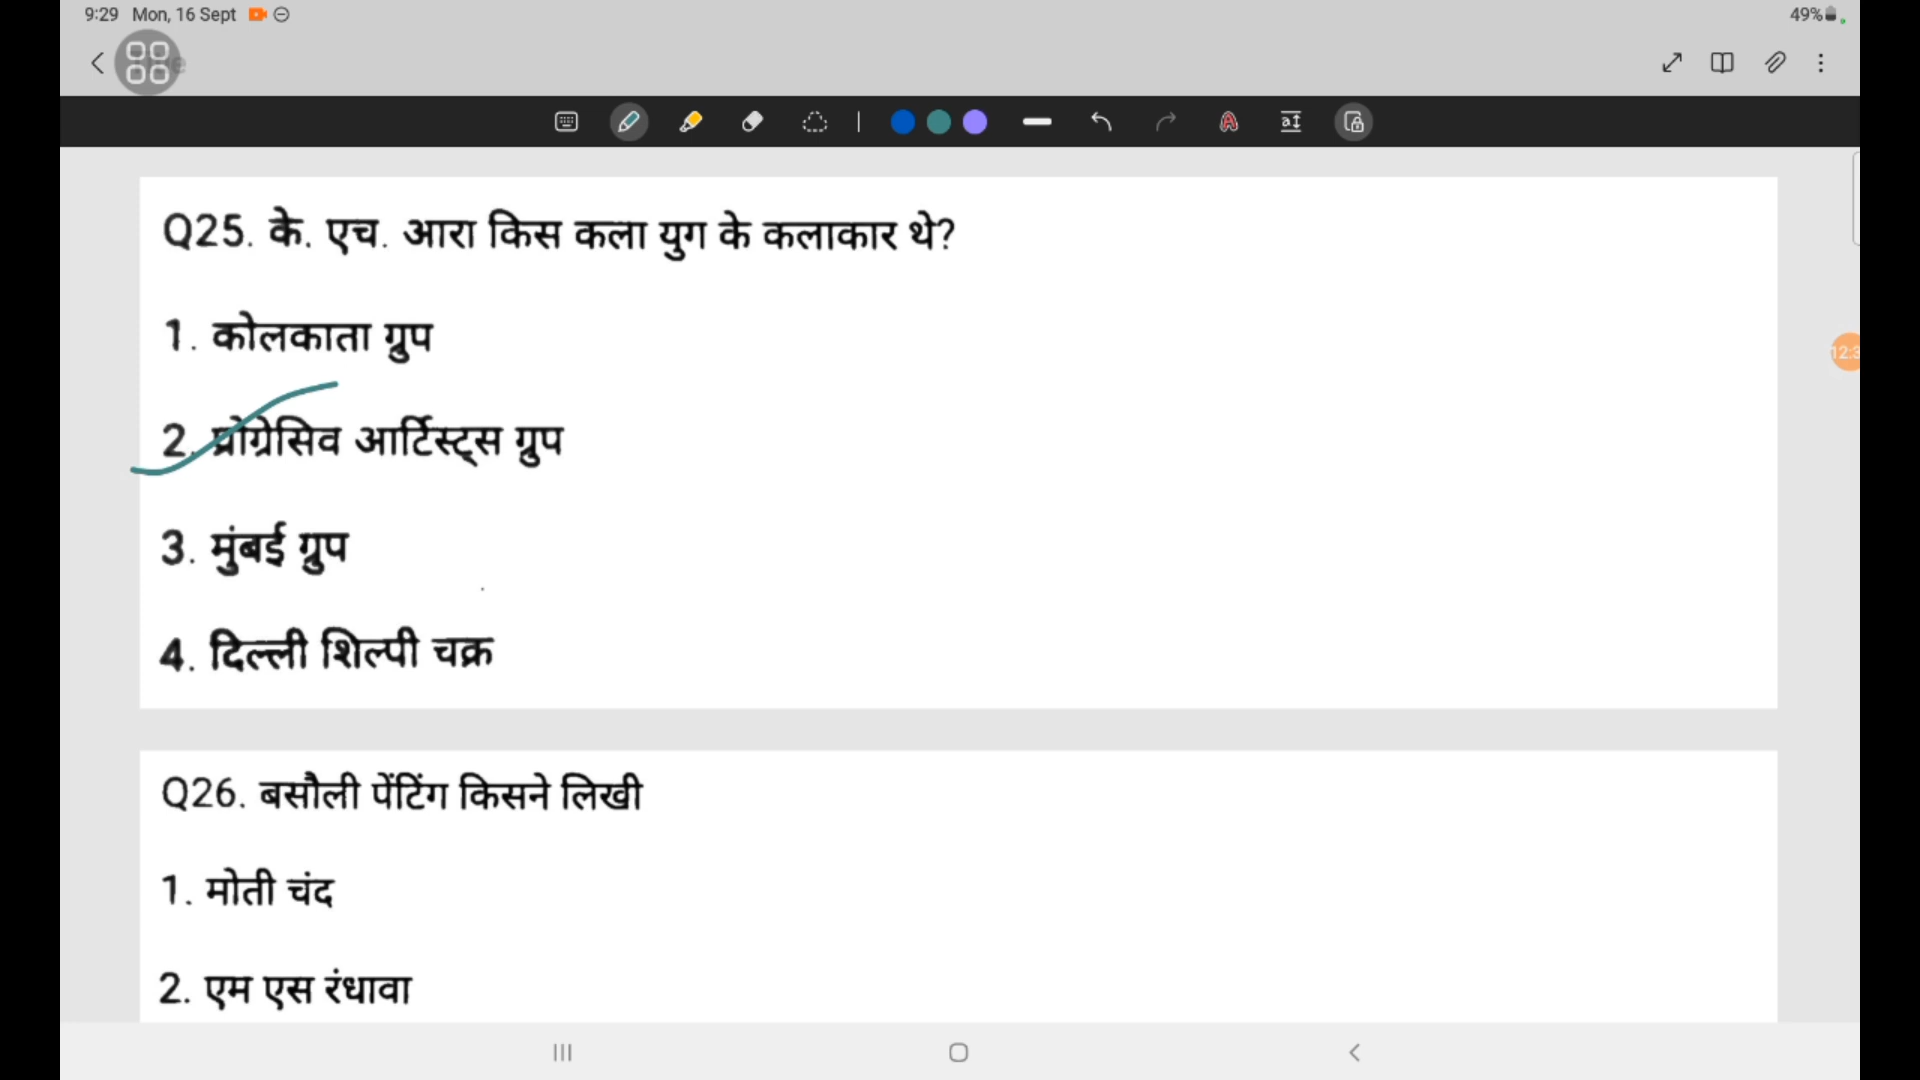 9:29 Mon, 16 Sept
49%
Q25. के. एच. आरा किस कला युग के कलाकार थे?
1. कोलकाता ग्रुप
2. प्रोग्रेसिव आर्टिस्ट्स ग्रुप
3. मुंबई ग्रुप
4. दिल्ली शिल्पी चक्र
Q26. बसौली पेंटिंग किसने लिखी
1. मोती चंद
2. एम एस रंधावा